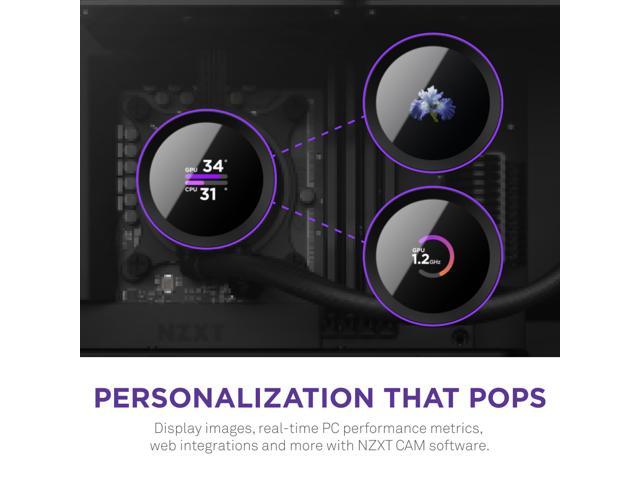 GPU 34°
CPU 31°
GPU
1.2GHz
NZXT
PERSONALIZATION THAT POPS
Display images, real-time PC performance metrics,
web integrations and more with NZXT CAM software.